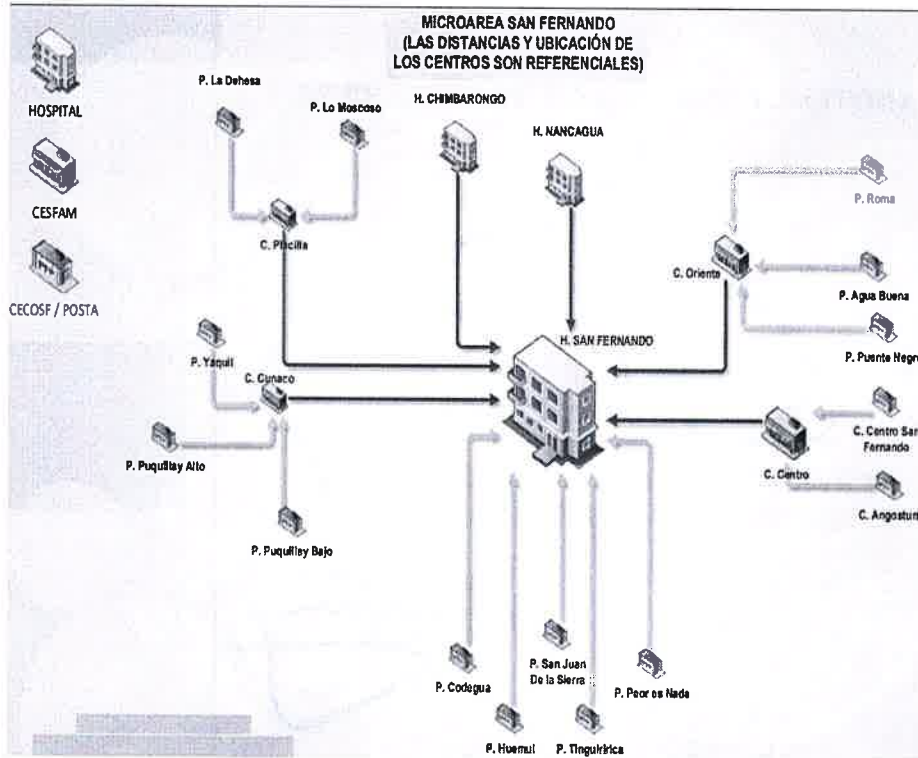 MICROAREA SAN FERNANDO
(LAS DISTANCIAS Y UBICACIÓN DE
LOS CENTROS SON REFERENCIALES)
HOSPITAL
CESFAM
CECOSF / POSTA
P. La Dehesa
P. Lo Moscoso
H. CHIMBARONGO
H. NANCAGUA
P. Roma
C. Placilla
C. Oriente
P. Agua Buena
P. Puente Negro
H. SAN FERNANDO
P. Yaquil
C. Cunaco
P. Puquillay Alto
P. Puquillay Bajo
C. Centro San
Fernando
C. Centro
C. Angostura
P. Codegua
P. San Juan
De la Sierra
P. Peor es Nada
P. Huemul
P. Tinguiririca